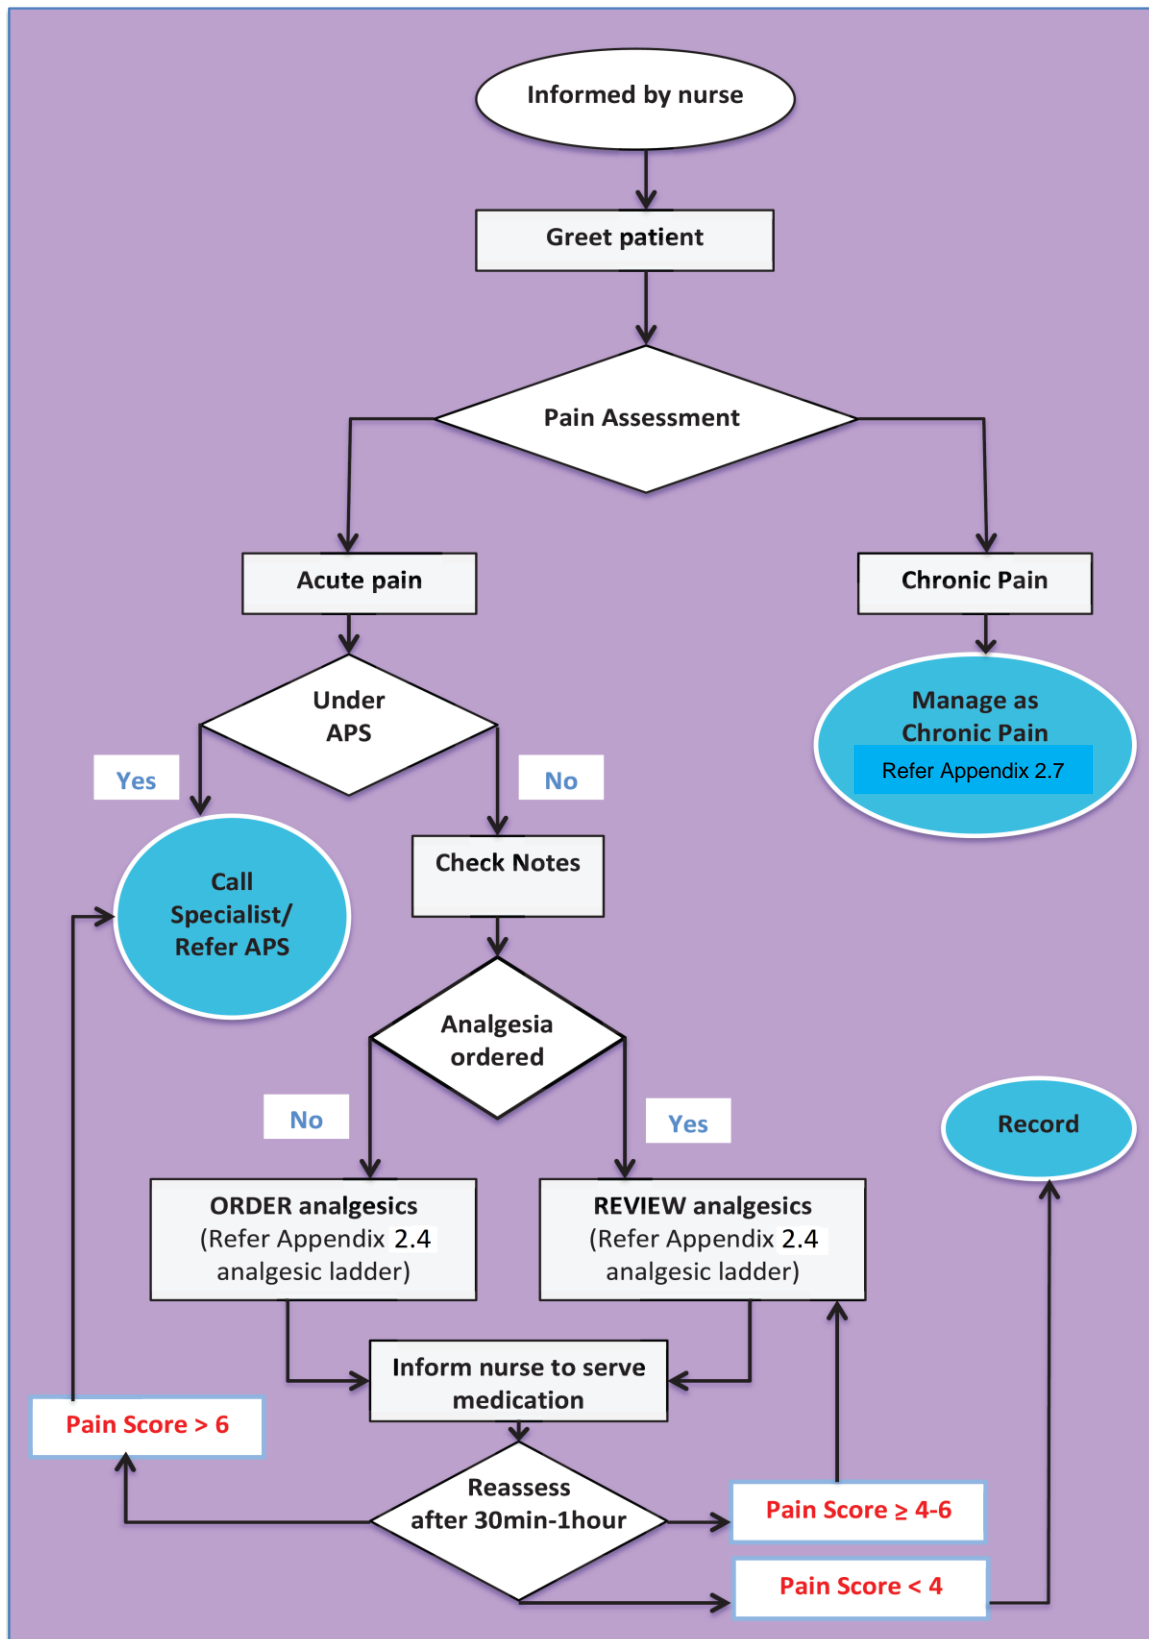 Informed by nurse
Greet patient
Pain Assessment
Acute pain
Chronic Pain
Under
APS
Manage as
Chronic Pain
Refer Appendix 2.7
Yes
No
Call
Specialist/
Refer APS
Check Notes
Analgesia
ordered
No
Yes
Record
ORDER analgesics
(Refer Appendix 2.4
analgesic ladder)
REVIEW analgesics
(Refer Appendix 2.4
analgesic ladder)
Inform nurse to serve
medication
Pain Score > 6
Reassess
after 30min-1hour
Pain Score ≥ 4-6
Pain Score < 4